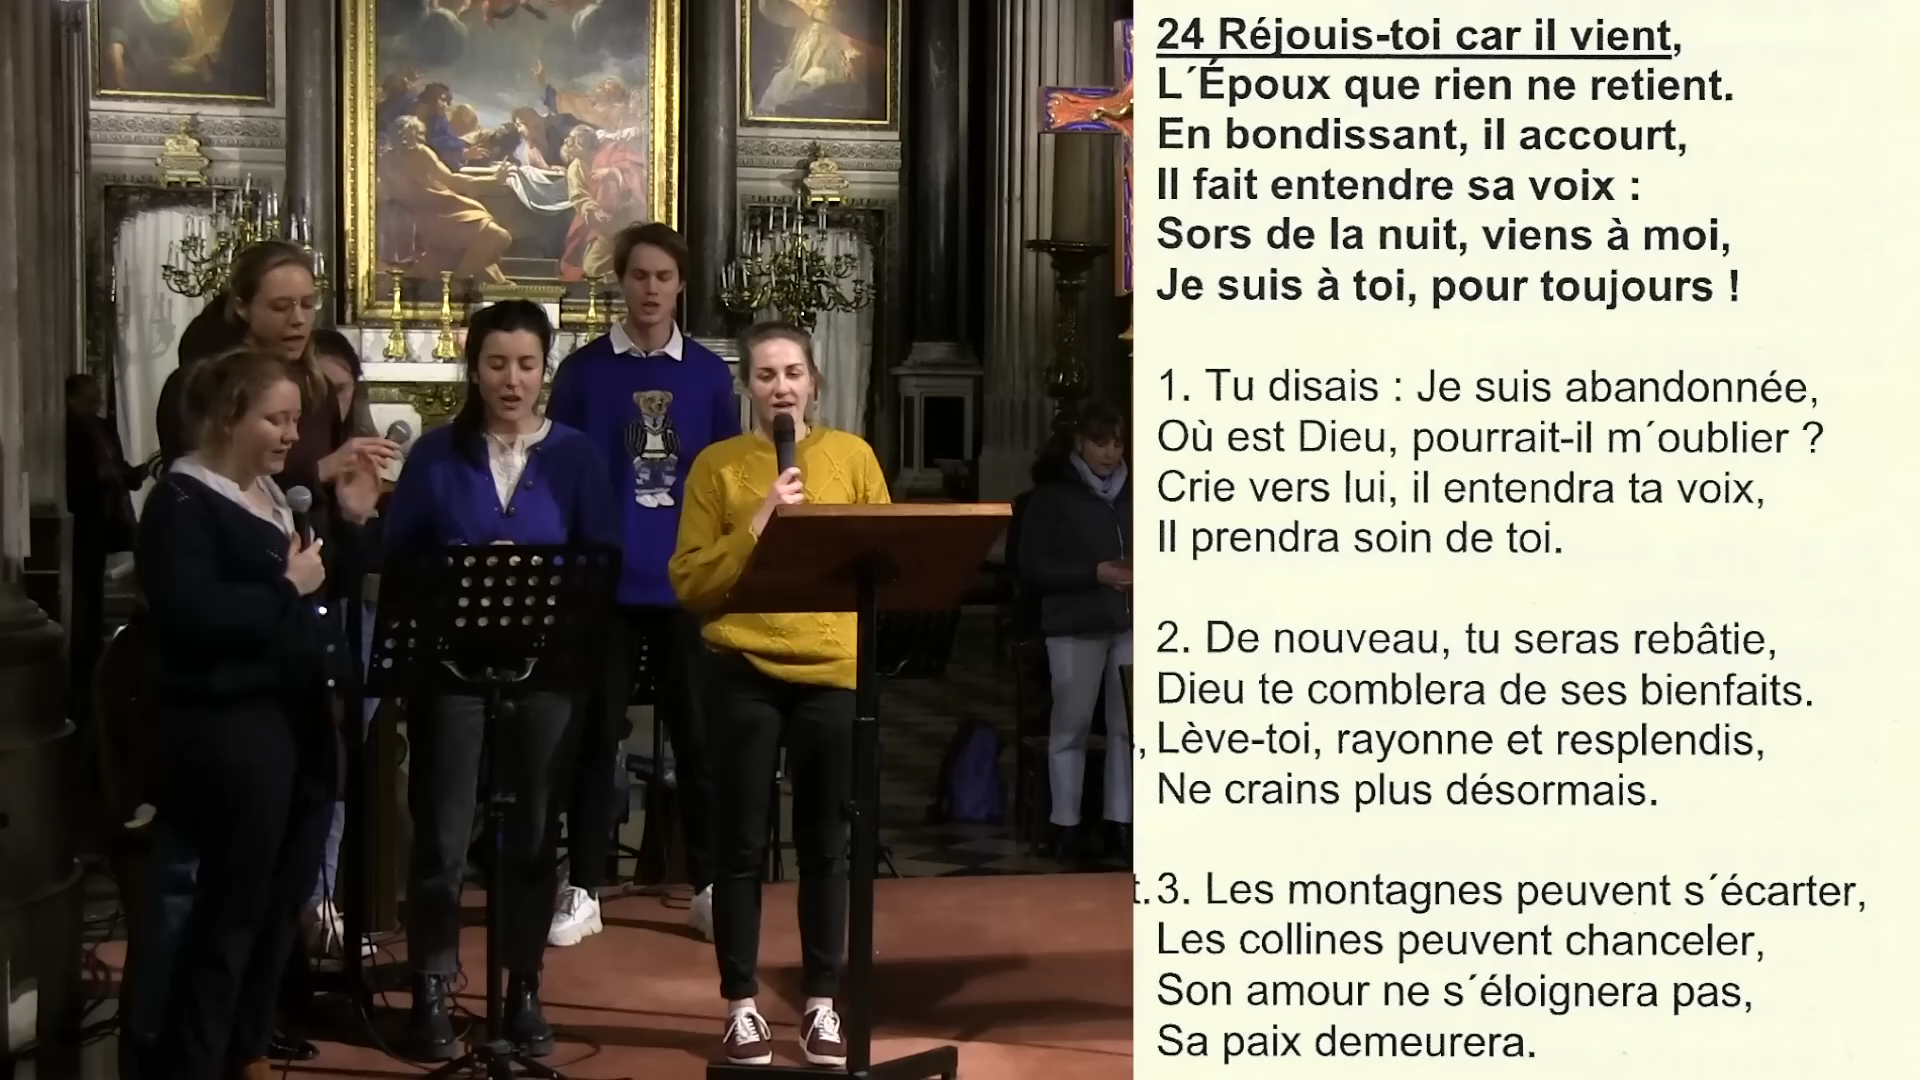 24 Réjouis-toi car il vient,
L´Époux que rien ne retient.
En bondissant, il accourt,
Il fait entendre sa voix :
Sors de la nuit, viens à moi,
Je suis à toi, pour toujours !
1. Tu disais : Je suis abandonnée,
Où est Dieu, pourrait-il m´oublier ?
Crie vers lui, il entendra ta voix,
Il prendra soin de toi.
2. De nouveau, tu seras rebâtie,
Dieu te comblera de ses bienfaits.
, Lève-toi, rayonne et resplendis,
Ne crains plus désormais.
t. 3. Les montagnes peuvent s´écarter,
Les collines peuvent chanceler,
Son amour ne s´éloignera pas,
Sa paix demeurera.